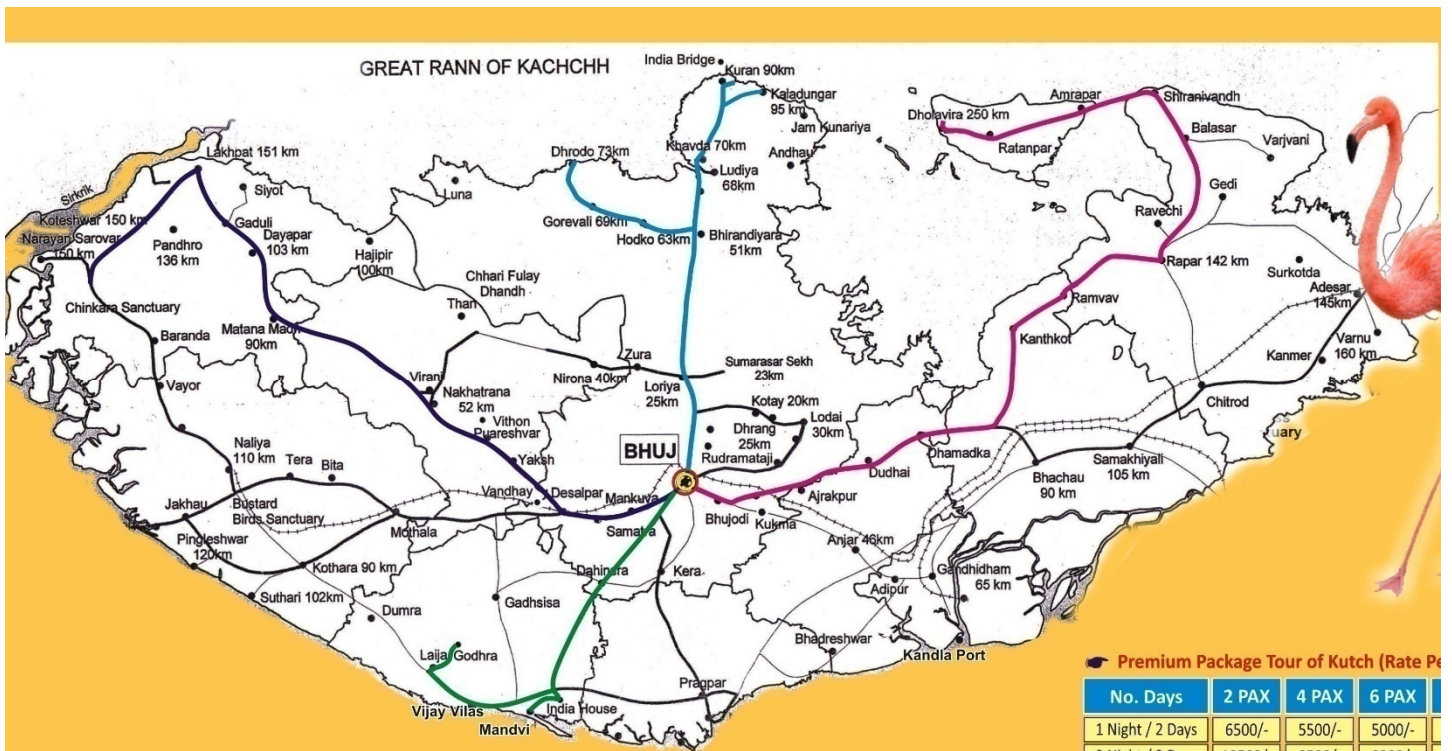 GREAT RANN OF KACHCHH
India Bridge
Kuran 90km
Kaladungar
95 km
Jam Kunariya
Khavda 70km
Ludiya
68km
Andhau
Dhrodo 73km
Gorevali 69km
Hodko 63km
Bhirandiyara
51km
Luna
Hajipir
100km
Lakhpat 151 km
Sirkrik
Siyot
Koteshwar 150 km
Narayan Sarovar
150 km
Gaduli
Pandhro
136 km
Dayapar
103 km
Chinkara Sanctuary
Baranda
Matana Madh
90km
Vayor
Chhari Fulay
Dhandh
Than
Virani
Nakhatrana
52 km
Vithon
Puareshvar
Yaksh
Nirona 40km
Zura
Loriya
25km
Sumarasar Sekh
23km
Kotay 20km
Lodai
30km
Dhrang
25km
Rudramataji
BHUJ
Dholavira 250 km
Ratanpar
Amrapar
Shiranivandh
Balasar
Varjvani
Gedi
Ravechi
Rapar 142 km
Surkotda
Adesar
145km
Ramvav
Kanthkot
D
Varnu
160 km
Kanmer
Chitrod
uary
Samakhiyali
105 km
Bhachau
90 km
Dhamadka
Dudhai
Ajrakpur
Bhujodi
Kukma
Anjar 46km
Gandhidham
65 km
Adipur
Bhadreshwar
Kandla Port
Naliya
110 km
Tera
Bita
Jakhau
Bustard
Birds Sanctuary
Pingleshwar
120km
Mothala
Kothara 90 km
Suthari 102km
Vandhay
Desalpar
Mankuva
Samatra
Dahinsra
Kera
Gadhsisa
Dumra
Laija
Godhra
Vijay Vilas
Mandvi
India House
Pragpar
Premium Package Tour of Kutch (Rate Pe
No. Days 2 PAX 4 PAX 6 PAX
1 Night / 2 Days 6500/- 5500/- 5000/-